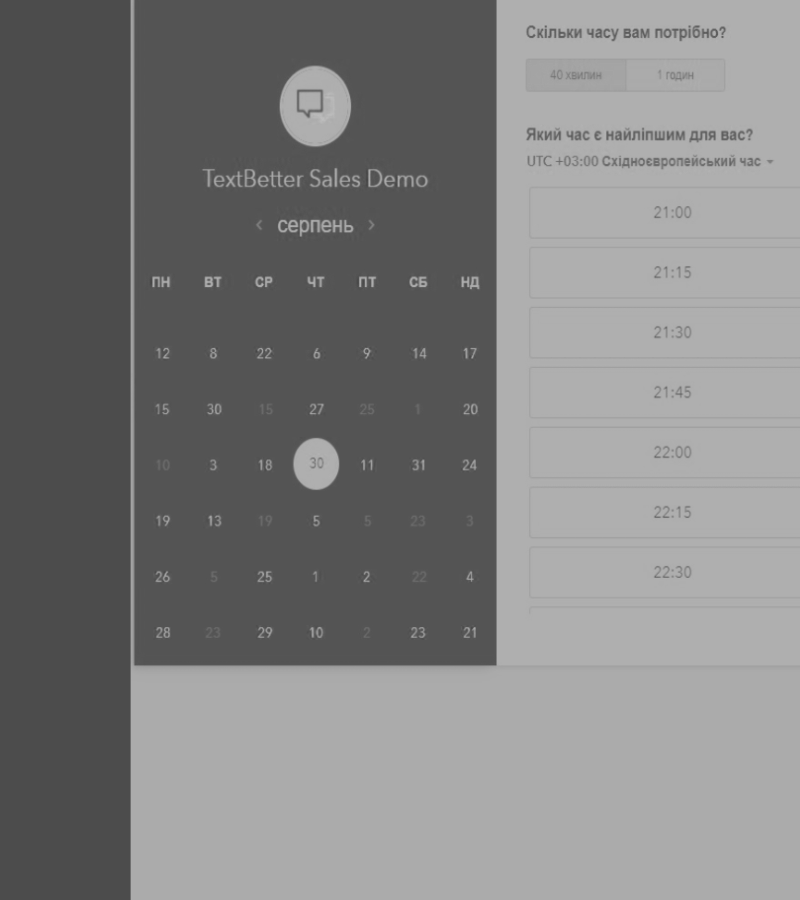 TextBetter Sales Demo
‹ серпень ›
ПН ВТ СР ЧТ ПТ СБ НД
12 8 22 6 9 14 17
15 30 15 27 25 1 20
10 3 18 30 11 31 24
19 13 19 5 5 23 3
26 5 25 1 2 22 4
28 23 29 10 2 23 21
Скільки часу вам потрібно?
40 хвилин 1 годин
Який час є найліпшим для вас?
UTC +03:00 Східноєвропейський час
21:00
21:15
21:30
21:45
22:00
22:15
22:30